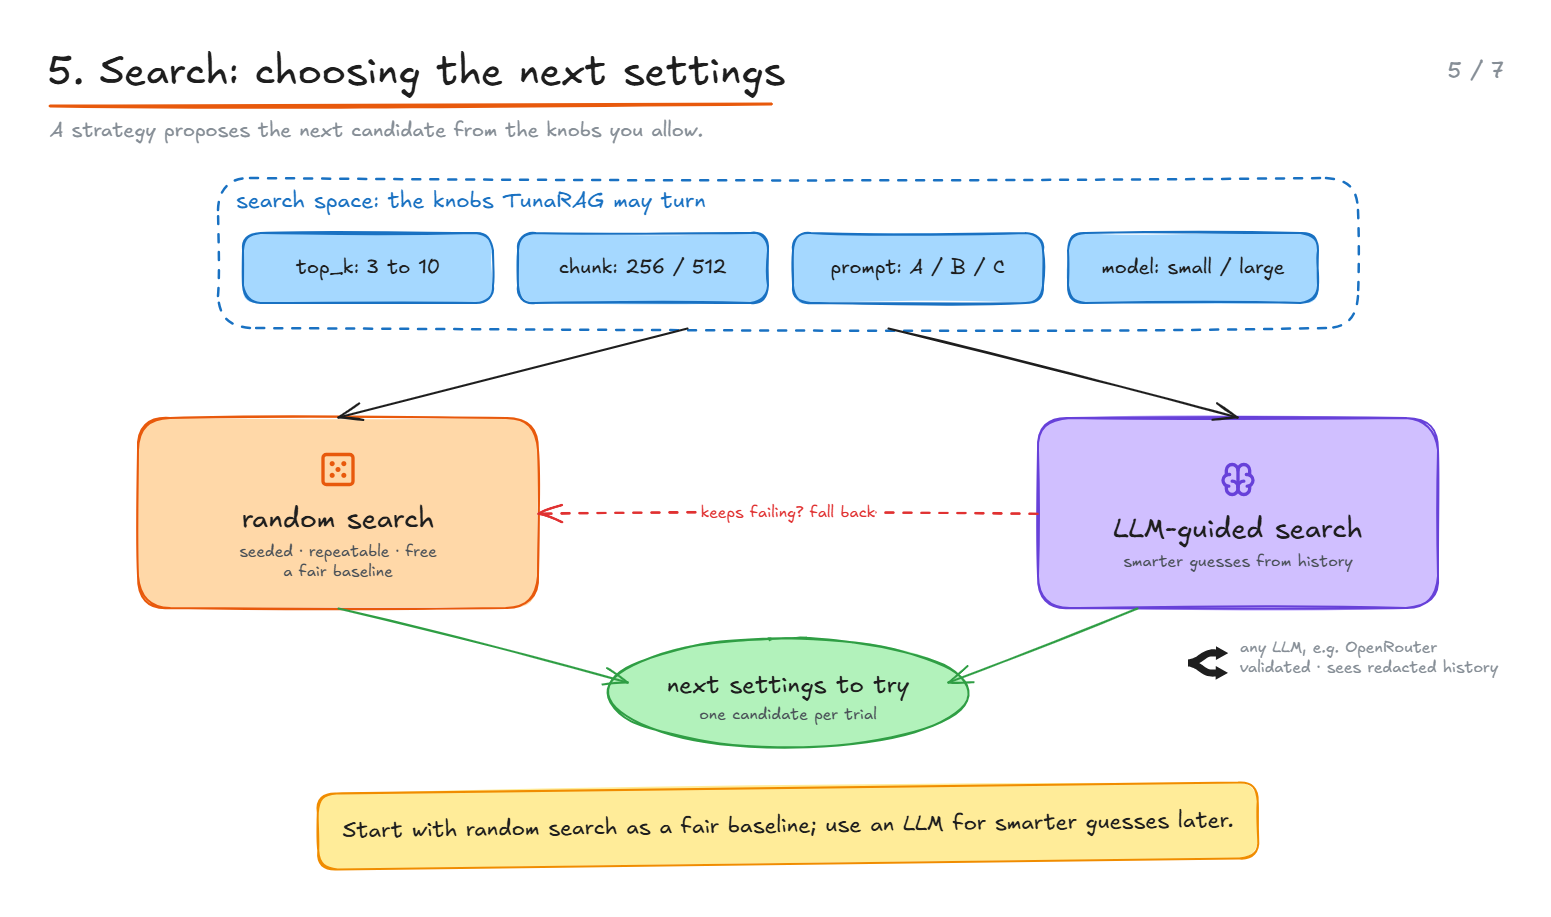 5. Search: choosing the next settings
5 / 7
A strategy proposes the next candidate from the knobs you allow.
search space: the knobs TunaRAG may turn
top_k: 3 to 10
chunk: 256 / 512
prompt: A / B / C
model: small / large
random search
seeded · repeatable · free
a fair baseline
keeps failing? fall back
LLM-guided search
smarter guesses from history
any LLM, e.g. OpenRouter
validated · sees redacted history
next settings to try
one candidate per trial
Start with random search as a fair baseline; use an LLM for smarter guesses later.